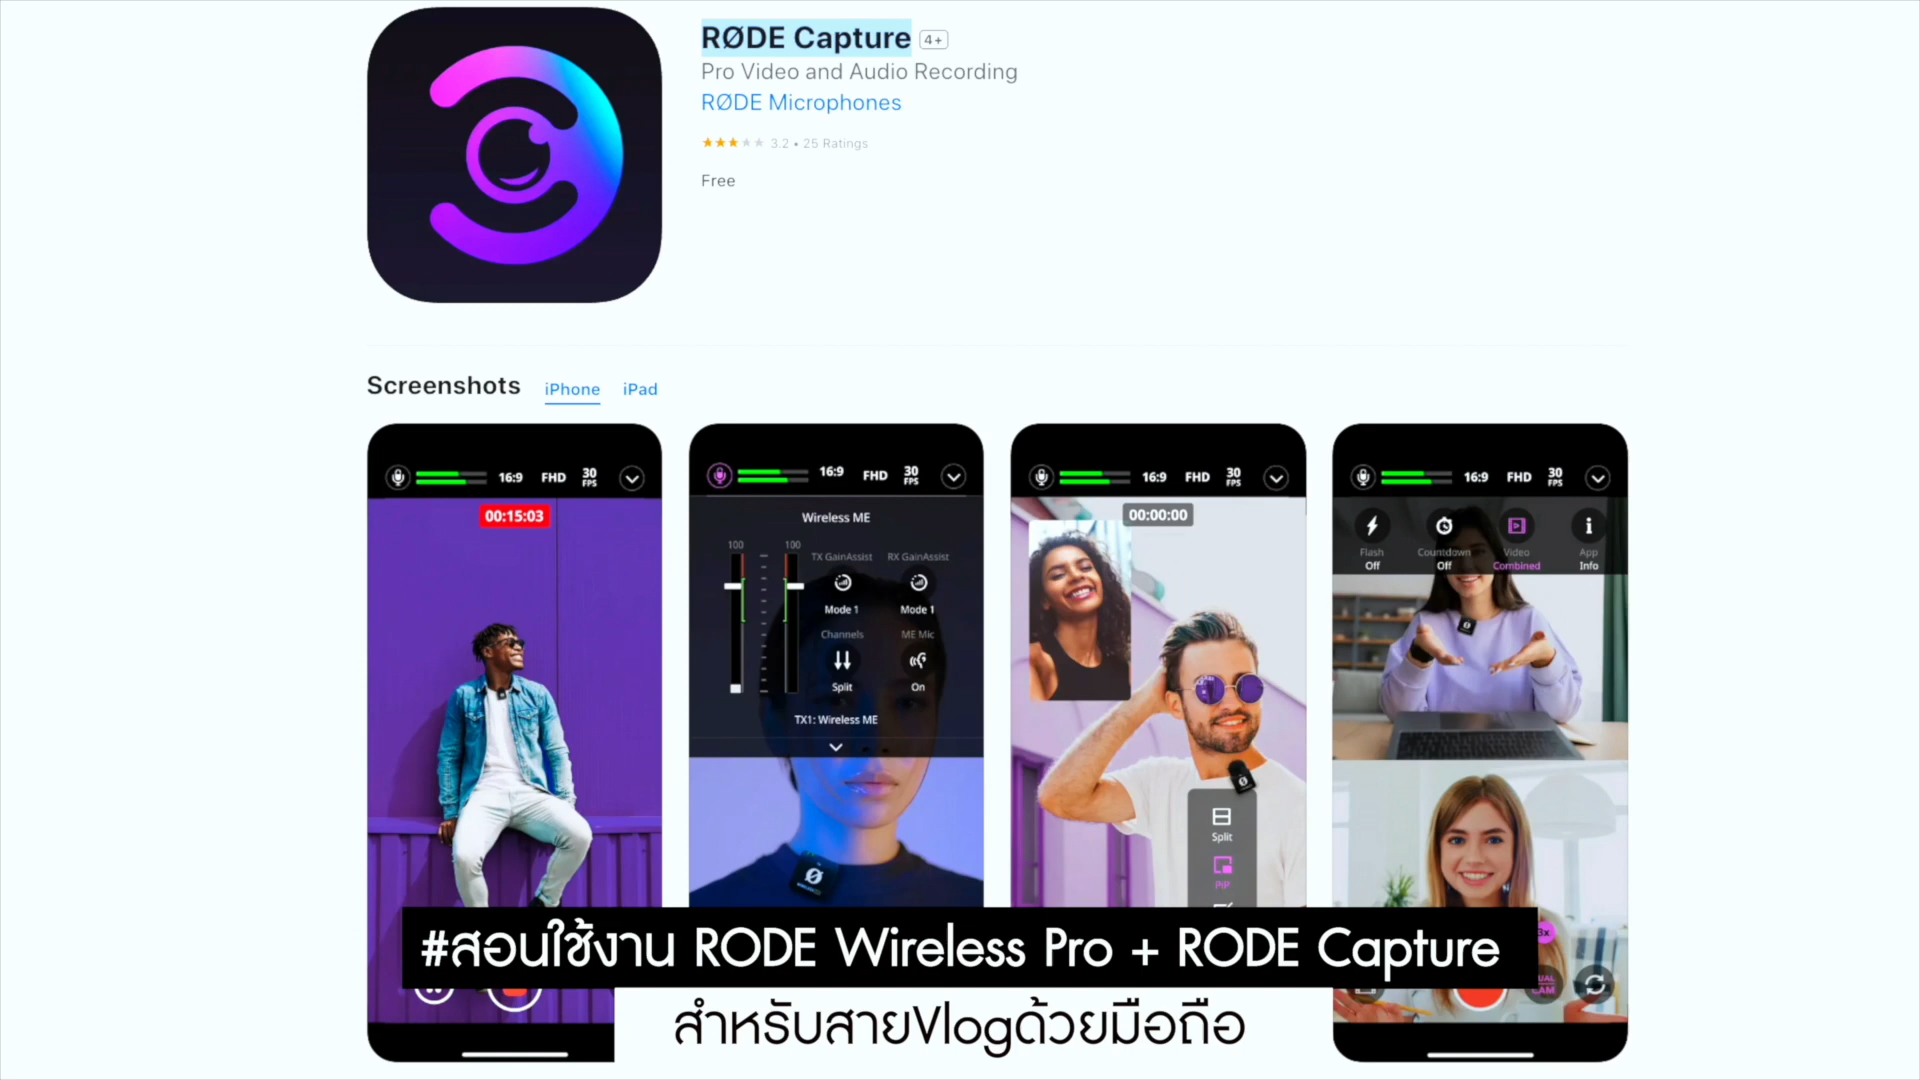 RØDE Capture 4+
Pro Video and Audio Recording
RØDE Microphones
3.2 • 25 Ratings
Free
Screenshots iPhone iPad
16:9 FHD 30 FPS
00:15:03
16:9 FHD 30 FPS
Wireless ME
100 100 TX GainAssist RX GainAssist
Mode 1 Mode 1
Channels ME Mic
Split On
TX1: Wireless ME
16:9 FHD 30 FPS
00:00:00
Split
PiP
16:9 FHD 30 FPS
Flash Countdown Video App
Off Off Combined Info
#สอนใช้งาน RODE Wireless Pro + RODE Capture
สำหรับสายVlogด้วยมือถือ